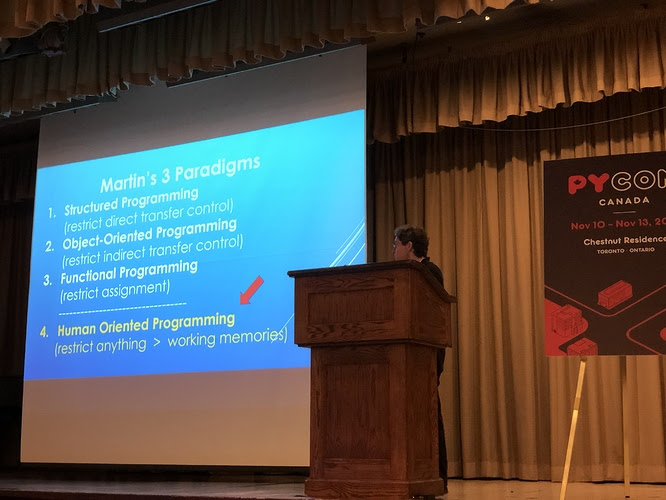 Martin's 3 Paradigms
1. Structured Programming
(restrict direct transfer control)
2. Object-Oriented Programming
(restrict indirect transfer control)
3. Functional Programming
(restrict assignment)
4. Human Oriented Programming
(restrict anything > working memories)
PYCON
CANADA
Nov 10 - Nov 13, 20
Chestnut Residence
TORONTO · ONTARIO